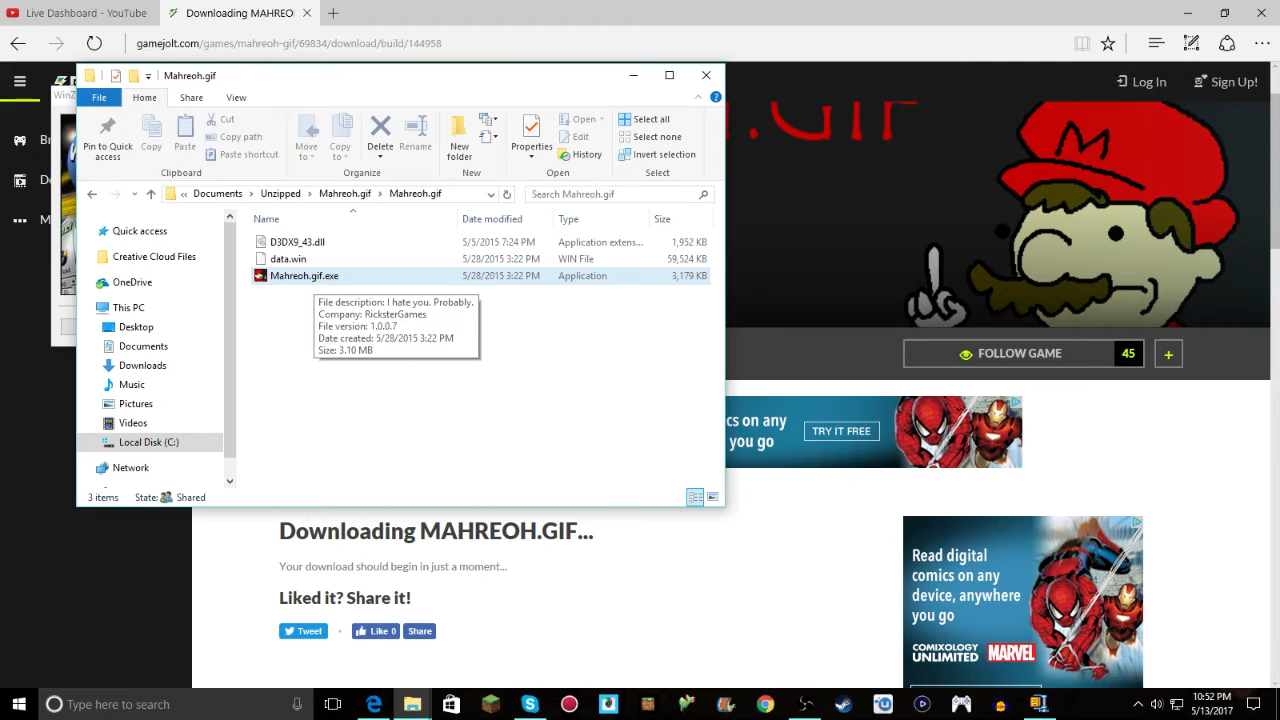 Live Dashboard - YouTu
Downloading MAHREO
gamejolt.com/games/mahreoh-gif/69834/download/build/144958
Log In
Sign Up!
Mahreoh.gif
File
Home
Share
View
Pin to Quick access
Copy
Paste
Cut
Copy path
Paste shortcut
Clipboard
Move to
Copy to
Delete
Rename
Organize
New folder
New
Properties
Open
Edit
History
Open
Select all
Select none
Invert selection
Select
« Documents > Unzipped > Mahreoh.gif > Mahreoh.gif
Search Mahreoh.gif
Name
Date modified
Type
Size
D3DX9_43.dll 5/5/2015 7:24 PM Application extens... 1,952 KB
data.win 5/28/2015 3:22 PM WIN File 59,524 KB
Mahreoh.gif.exe 5/28/2015 3:22 PM Application 3,179 KB
File description: I hate you. Probably.
Company: RicksterGames
File version: 1.0.0.7
Date created: 5/28/2015 3:22 PM
Size: 3.10 MB
Quick access
Creative Cloud Files
OneDrive
This PC
Desktop
Documents
Downloads
Music
Pictures
Videos
Local Disk (C:)
Network
3 items
State:
Shared
WinZ
Br
D
M
.GIF
M
FOLLOW GAME
45
+
cs on any
you go
TRY IT FREE
Downloading MAHREOH.GIF...
Your download should begin in just a moment...
Liked it? Share it!
Tweet
Like 0
Share
Read digital
comics on any
device, anywhere
you go
COMIXOLOGY
UNLIMITED
MARVEL
Type here to search
10:52 PM
5/13/2017